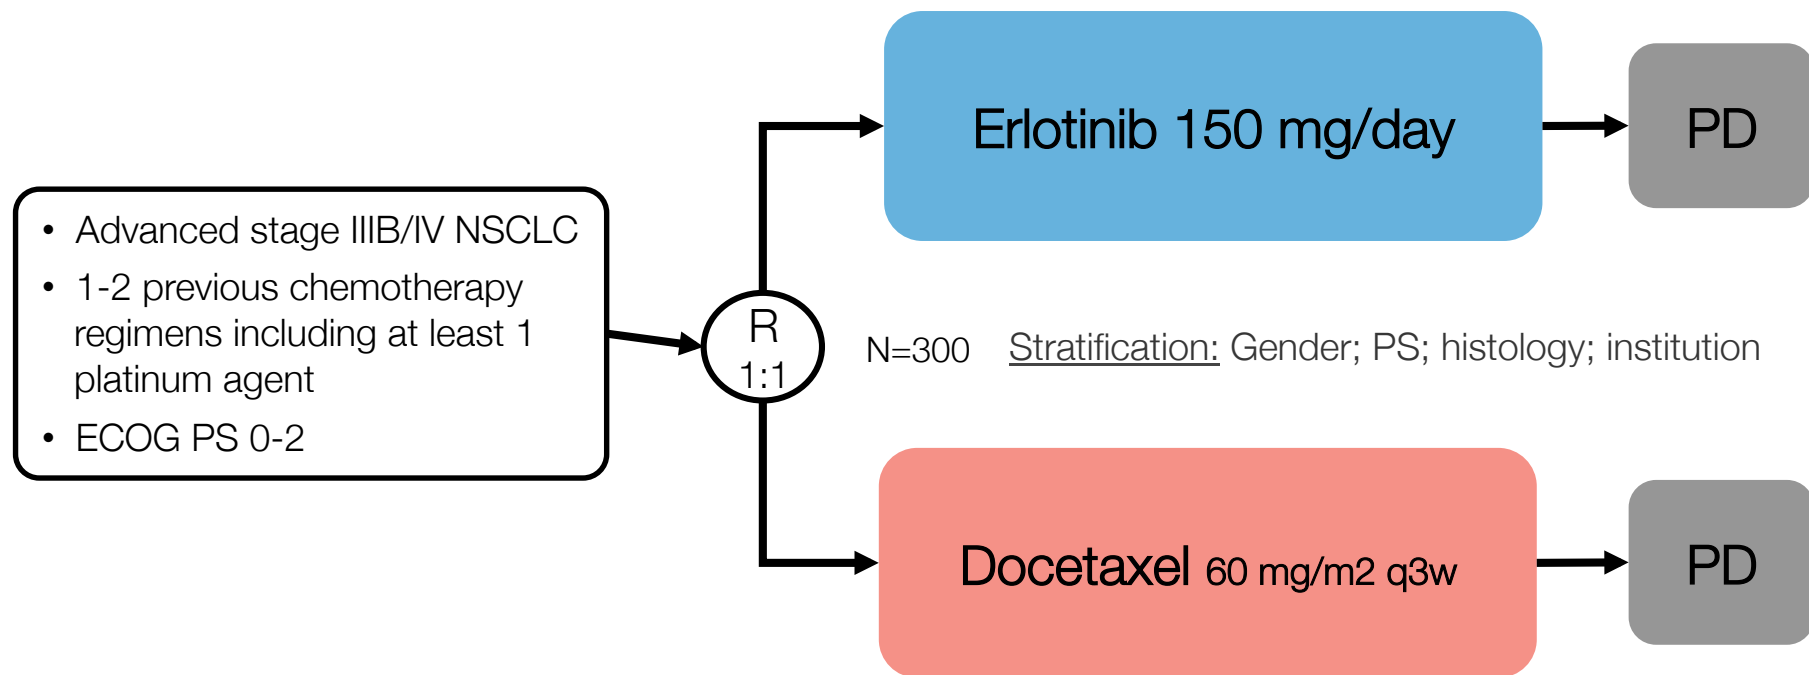 • Advanced stage IIIB/IV NSCLC
• 1-2 previous chemotherapy
regimens including at least 1
platinum agent
• ECOG PS 0-2
R
1:1
Erlotinib 150 mg/day
PD
N=300 Stratification: Gender; PS; histology; institution
Docetaxel 60 mg/m2 q3w
PD